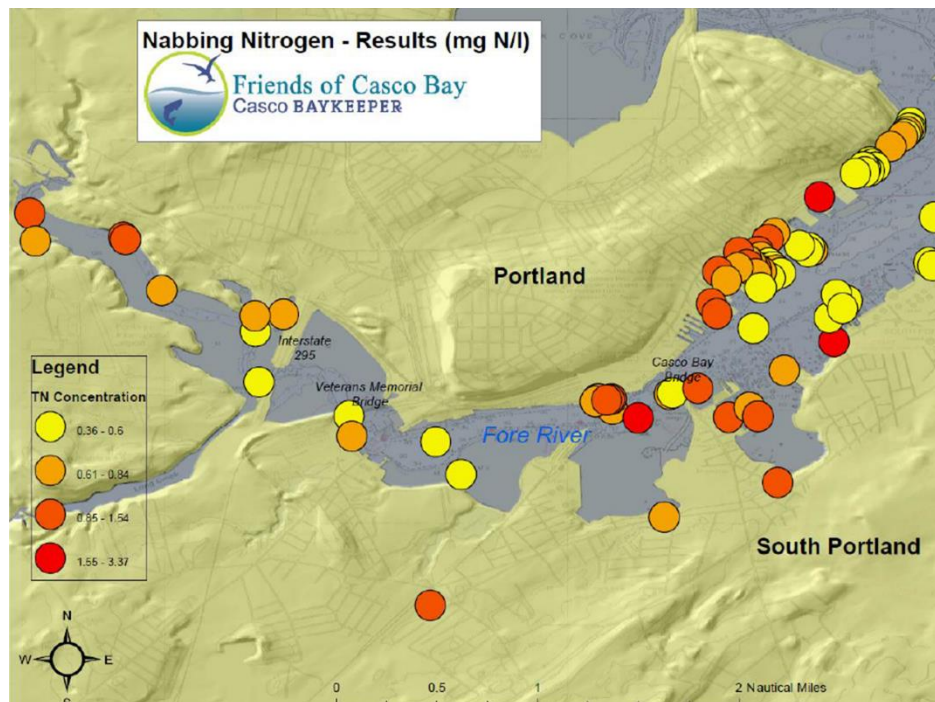 Nabbing Nitrogen - Results (mg N/l)
Friends of Casco Bay
Casco BAYKEEPER
Portland
Interstate
295
Veterans Memorial
Bridge
Casco Bay
Bridge
Fore River
South Portland
Legend
TN Concentration
0.36 - 0.6
0.61 - 0.84
0.85 - 1.54
1.55 - 3.37
N
W
E
S
0
0.5
1
2 Nautical Miles